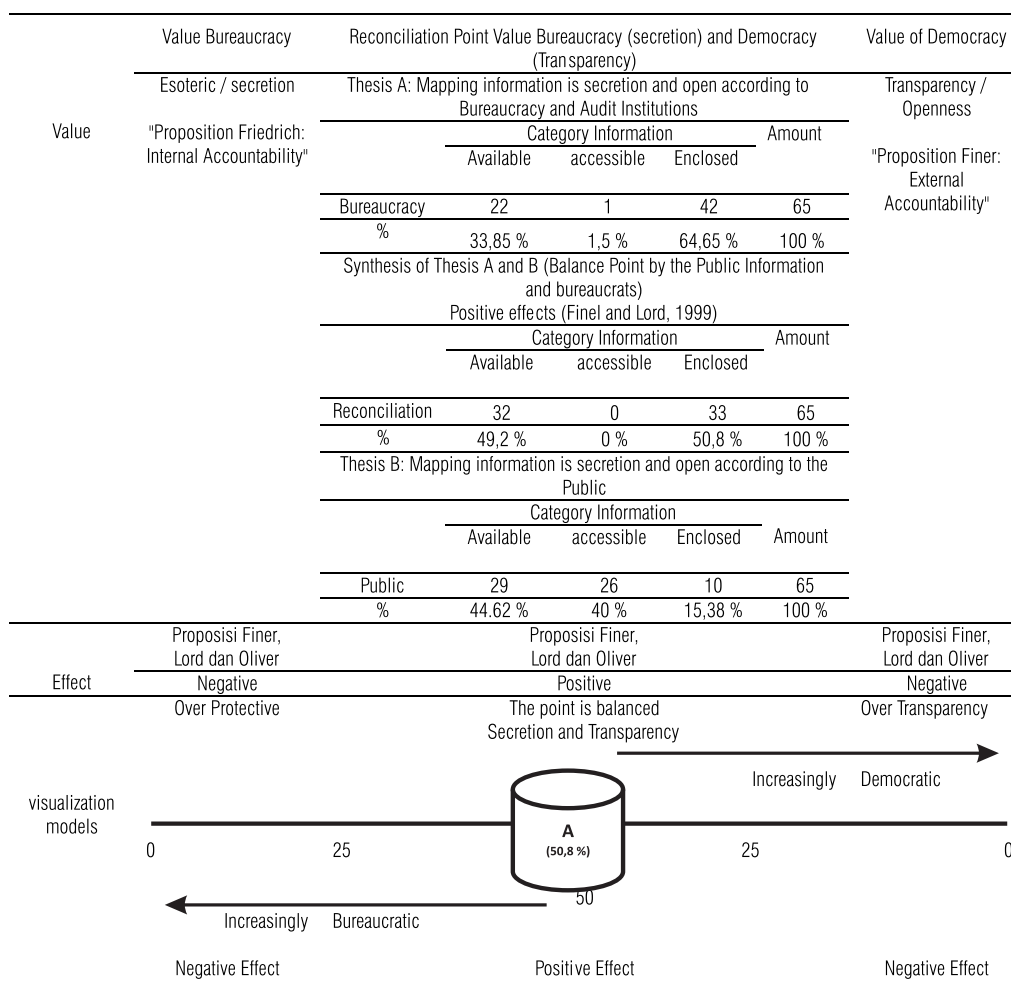 Value Bureaucracy
Reconciliation Point Value Bureaucracy (secretion) and Democracy
(Transparency)
Value of Democracy
Value
Esoteric / secretion
"Proposition Friedrich:
Internal Accountability"
Thesis A: Mapping information is secretion and open according to
Bureaucracy and Audit Institutions
Category Information Amount
Available accessible Enclosed
Bureaucracy 22 1 42 65
% 33,85 % 1,5 % 64,65 % 100 %
Synthesis of Thesis A and B (Balance Point by the Public Information
and bureaucrats)
Positive effects (Finel and Lord, 1999)
Category Information Amount
Available accessible Enclosed
Reconciliation 32 0 33 65
% 49,2 % 0 % 50,8 % 100 %
Thesis B: Mapping information is secretion and open according to the
Public
Category Information
Available accessible Enclosed Amount
Public 29 26 10 65
% 44.62 % 40 % 15,38 % 100 %
Transparency /
Openness
"Proposition Finer:
External
Accountability"
Effect
Proposisi Finer,
Lord dan Oliver
Proposisi Finer,
Lord dan Oliver
Proposisi Finer,
Lord dan Oliver
Negative Positive Negative
visualization
models
Over Protective
The point is balanced
Secretion and Transparency
Over Transparency
Increasingly Democratic
A
(50,8 %)
0 25 25 0
50
Increasingly Bureaucratic
Negative Effect Positive Effect Negative Effect